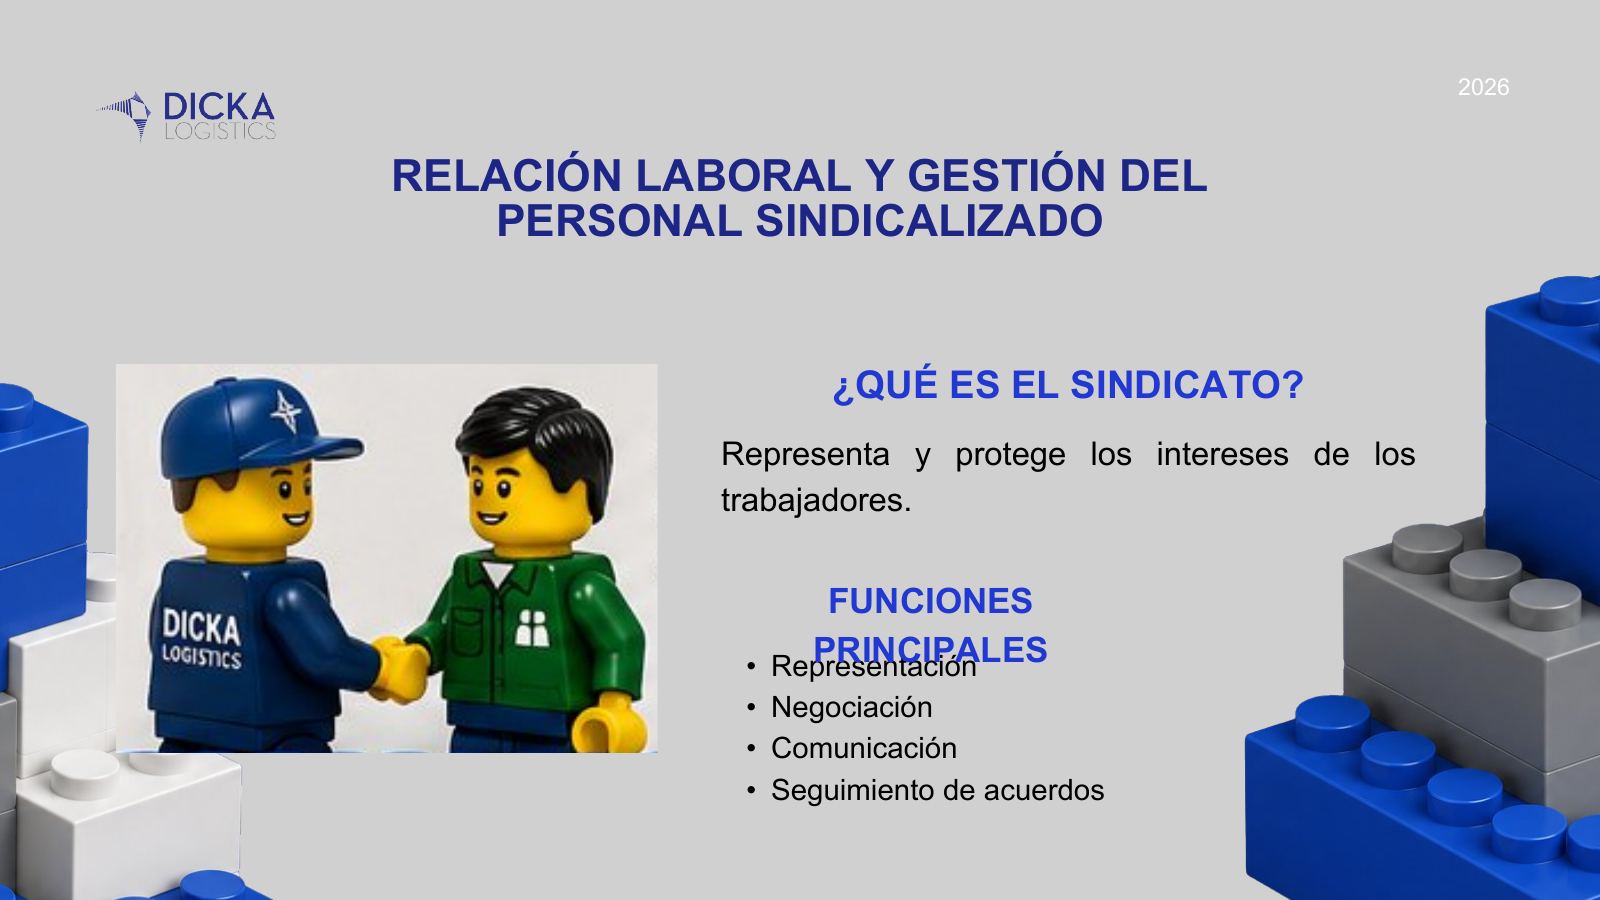 DICKA
LOGISTICS
2026
RELACIÓN LABORAL Y GESTIÓN DEL
PERSONAL SINDICALIZADO
DICKA
LOGISTICS
¿QUÉ ES EL SINDICATO?
Representa y protege los intereses de los
trabajadores.
FUNCIONES
PRINCIPALES
• Representación
• Negociación
• Comunicación
• Seguimiento de acuerdos